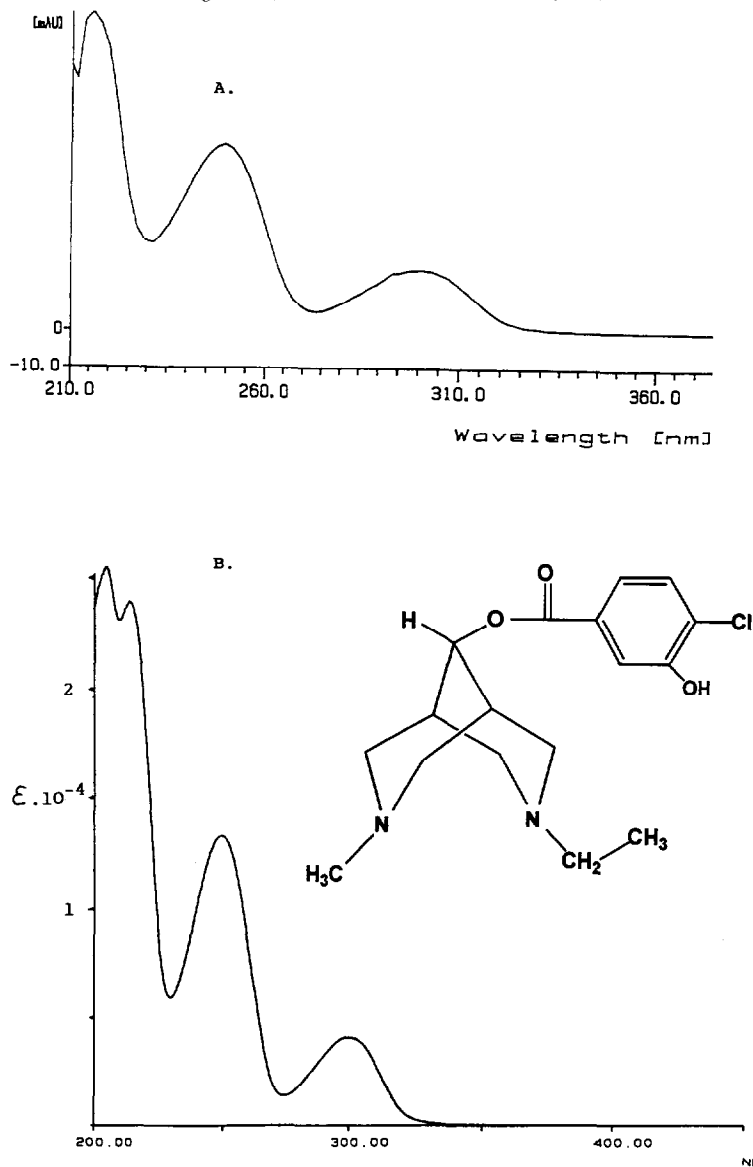 [mAU]
A.
0
-10.0
210.0 260.0 310.0 360.0
Wavelength [nm]
B.
2
ε.10-4
1
O
H O Cl
OH
N N
H3C CH2 CH3
200.00 300.00 400.00